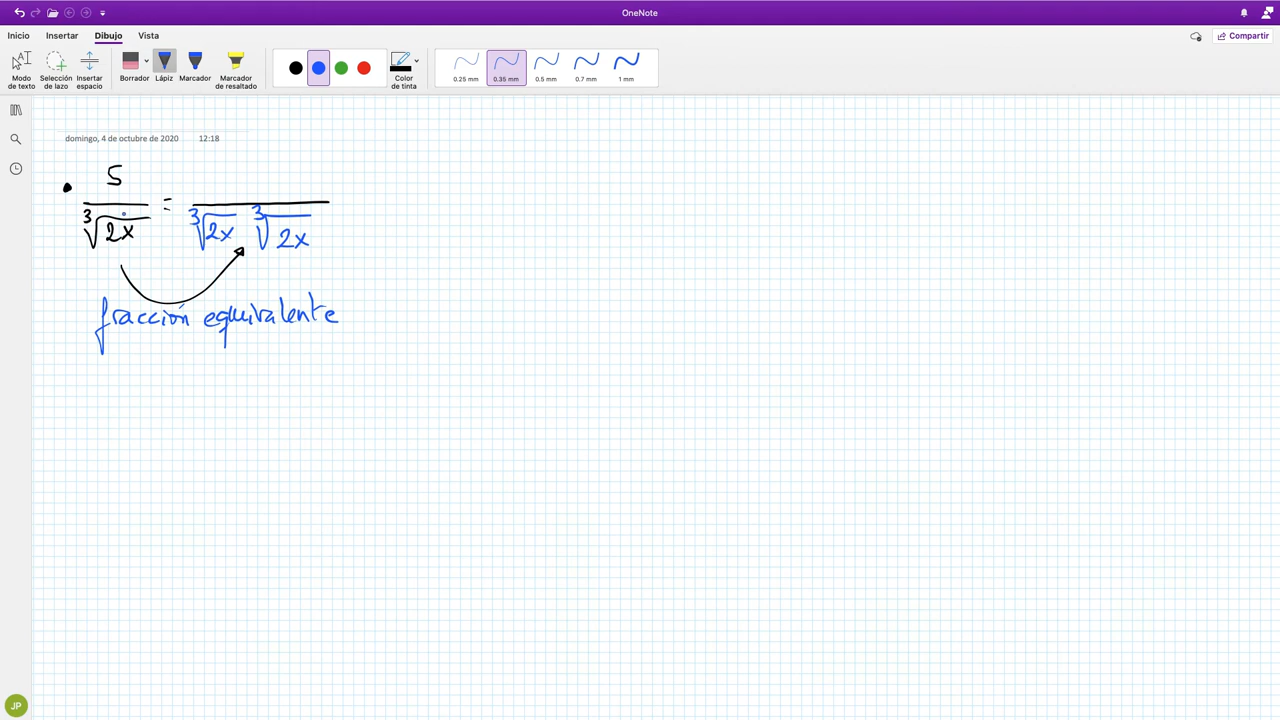 OneNote
Inicio Insertar Dibujo Vista
Compartir
Modo de texto
Selección de lazo
Insertar espacio
Borrador
Lápiz
Marcador
Marcador de resaltado
Color de tinta
0.25 mm
0.35 mm
0.5 mm
0.7 mm
1 mm
domingo, 4 de octubre de 2020 12:18
5
∛2x = ∛2x ∛2x
fracción equivalente
JP